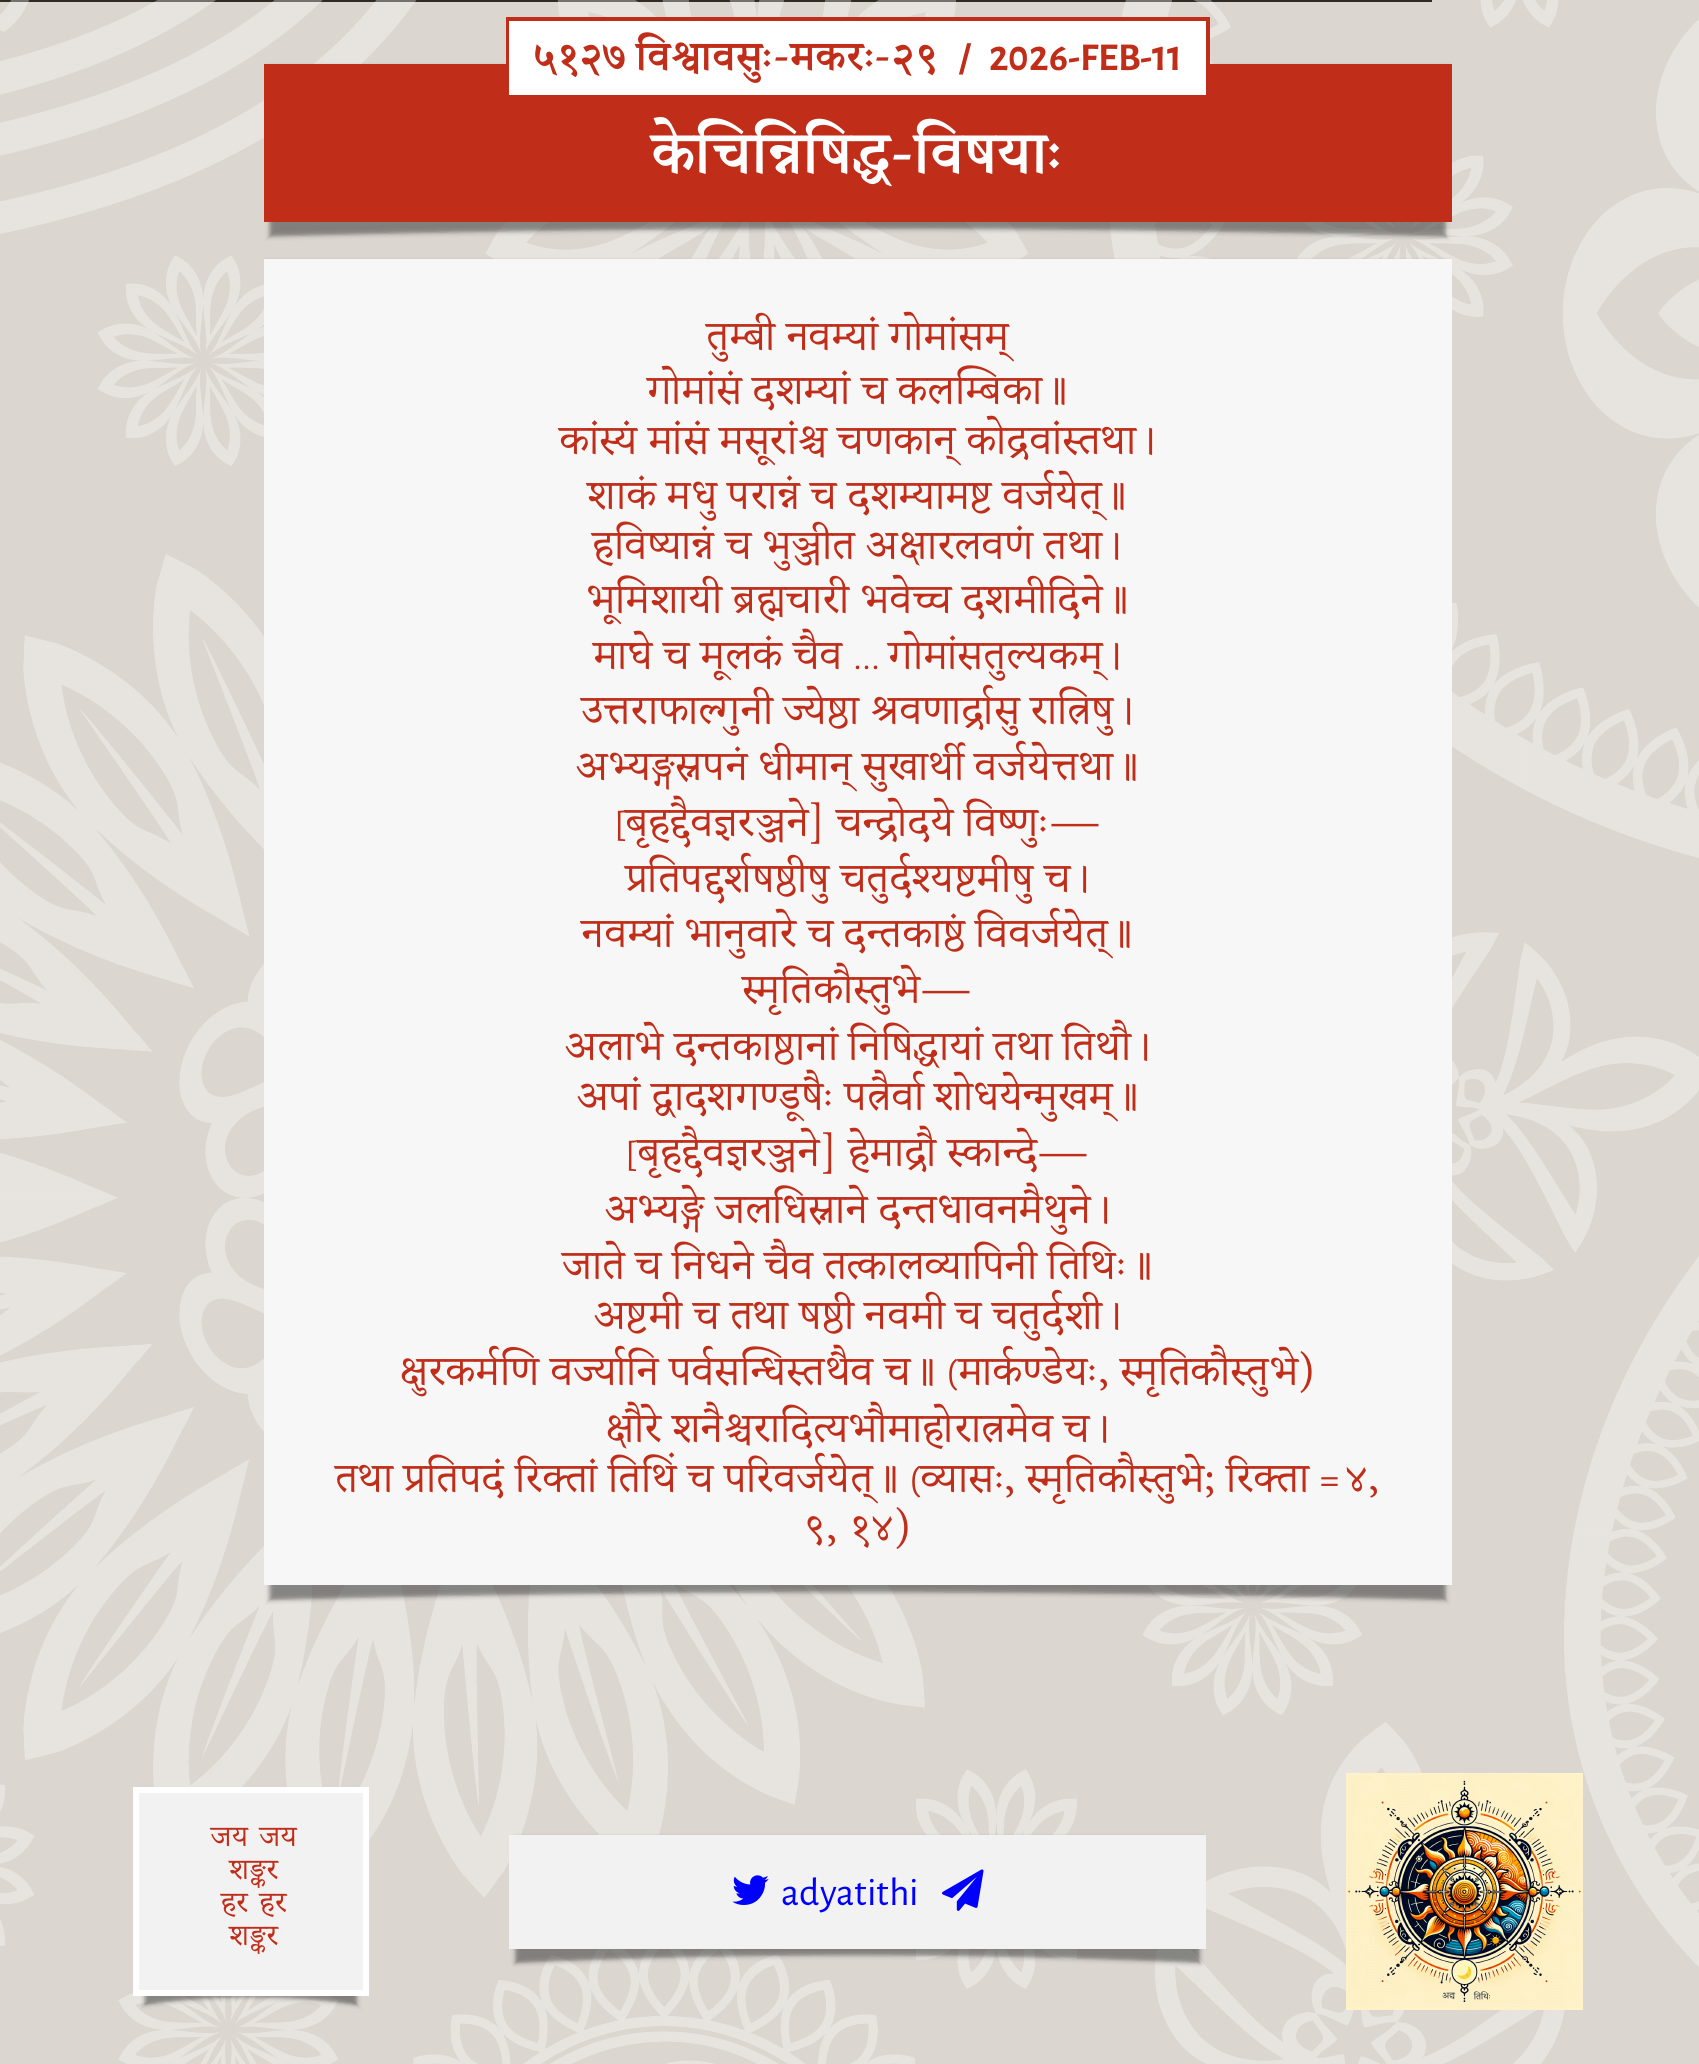 ५१२७ विश्वावसुः-मकरः-२९ / 2026-FEB-11
केचिन्निषिद्ध-विषयाः
तुम्बी नवम्यां गोमांसम्
गोमांसं दशम्यां च कलम्बिका॥
कांस्यं मांसं मसूरांश्च चणकान् कोद्रवांस्तथा।
शाकं मधु परान्नं च दशम्यामष्ट वर्जयेत्॥
हविष्यान्नं च भुञ्जीत अक्षारलवणं तथा।
भूमिशायी ब्रह्मचारी भवेच्च दशमीदिने॥
माघे च मूलकं चैव ... गोमांसतुल्यकम्।
उत्तराफाल्गुनी ज्येष्ठा श्रवणार्द्रासु रात्रिषु।
अभ्यङ्गस्नपनं धीमान् सुखार्थी वर्जयेत्तथा॥
[बृहद्दैवज्ञरञ्जने] चन्द्रोदये विष्णुः—
प्रतिपद्दर्शषष्ठीषु चतुर्दश्यष्टमीषु च।
नवम्यां भानुवारे च दन्तकाष्ठं विवर्जयेत्॥
स्मृतिकौस्तुभे—
अलाभे दन्तकाष्ठानां निषिद्धायां तथा तिथौ।
अपां द्वादशगण्डूषैः पत्रैर्वा शोधयेन्मुखम्॥
[बृहद्दैवज्ञरञ्जने] हेमाद्रौ स्कान्दे—
अभ्यङ्गे जलधिस्नाने दन्तधावनमैथुने।
जाते च निधने चैव तत्कालव्यापिनी तिथिः॥
अष्टमी च तथा षष्ठी नवमी च चतुर्दशी।
क्षुरकर्मणि वर्ज्यानि पर्वसन्धिस्तथैव च॥ (मार्कण्डेयः, स्मृतिकौस्तुभे)
क्षौरे शनैश्चरादित्यभौमाहोरात्रमेव च।
तथा प्रतिपदं रिक्तां तिथिं च परिवर्जयेत्॥ (व्यासः, स्मृतिकौस्तुभे; रिक्ता = ४,
९, १४)
जय जय
शङ्कर
हर हर
शङ्कर
adyatithi
अद्य तिथिः